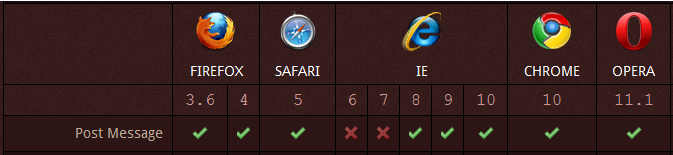 FIREFOX SAFARI IE CHROME OPERA
3.6 4 5 6 7 8 9 10 10 11.1
Post Message